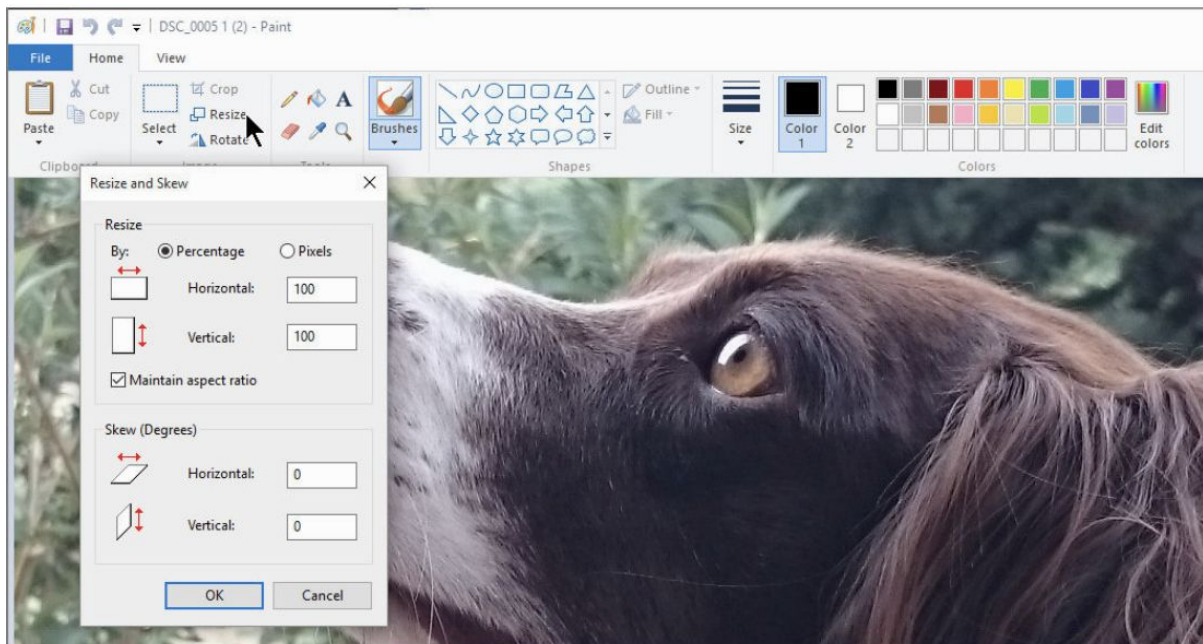 DSC_0005 1 (2) - Paint
File Home View
Cut
Copy
Paste
Select
Crop
Resize
Rotate
A
Brushes
Outline
Fill
Size
Color 1
Color 2
Edit colors
Shapes
Colors
Resize and Skew
Resize
By: Percentage Pixels
Horizontal: 100
Vertical: 100
Maintain aspect ratio
Skew (Degrees)
Horizontal: 0
Vertical: 0
OK Cancel